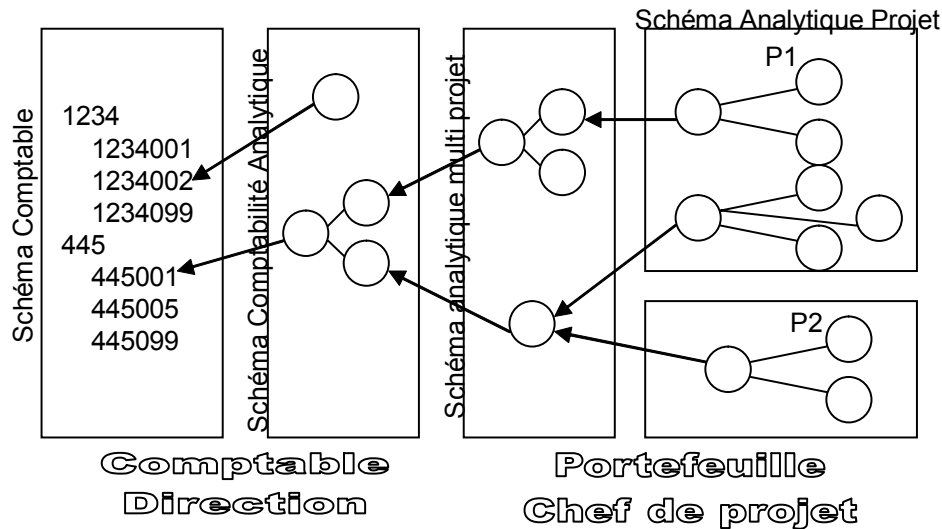 Schéma Analytique Projet
Schéma Comptable
1234
1234001
1234002
1234099
445
445001
445005
445099
Schéma Comptabilité Analytique
Schéma analytique multi projet
P1
P2
Comptable
Direction
Portefeuille
Chef de projet